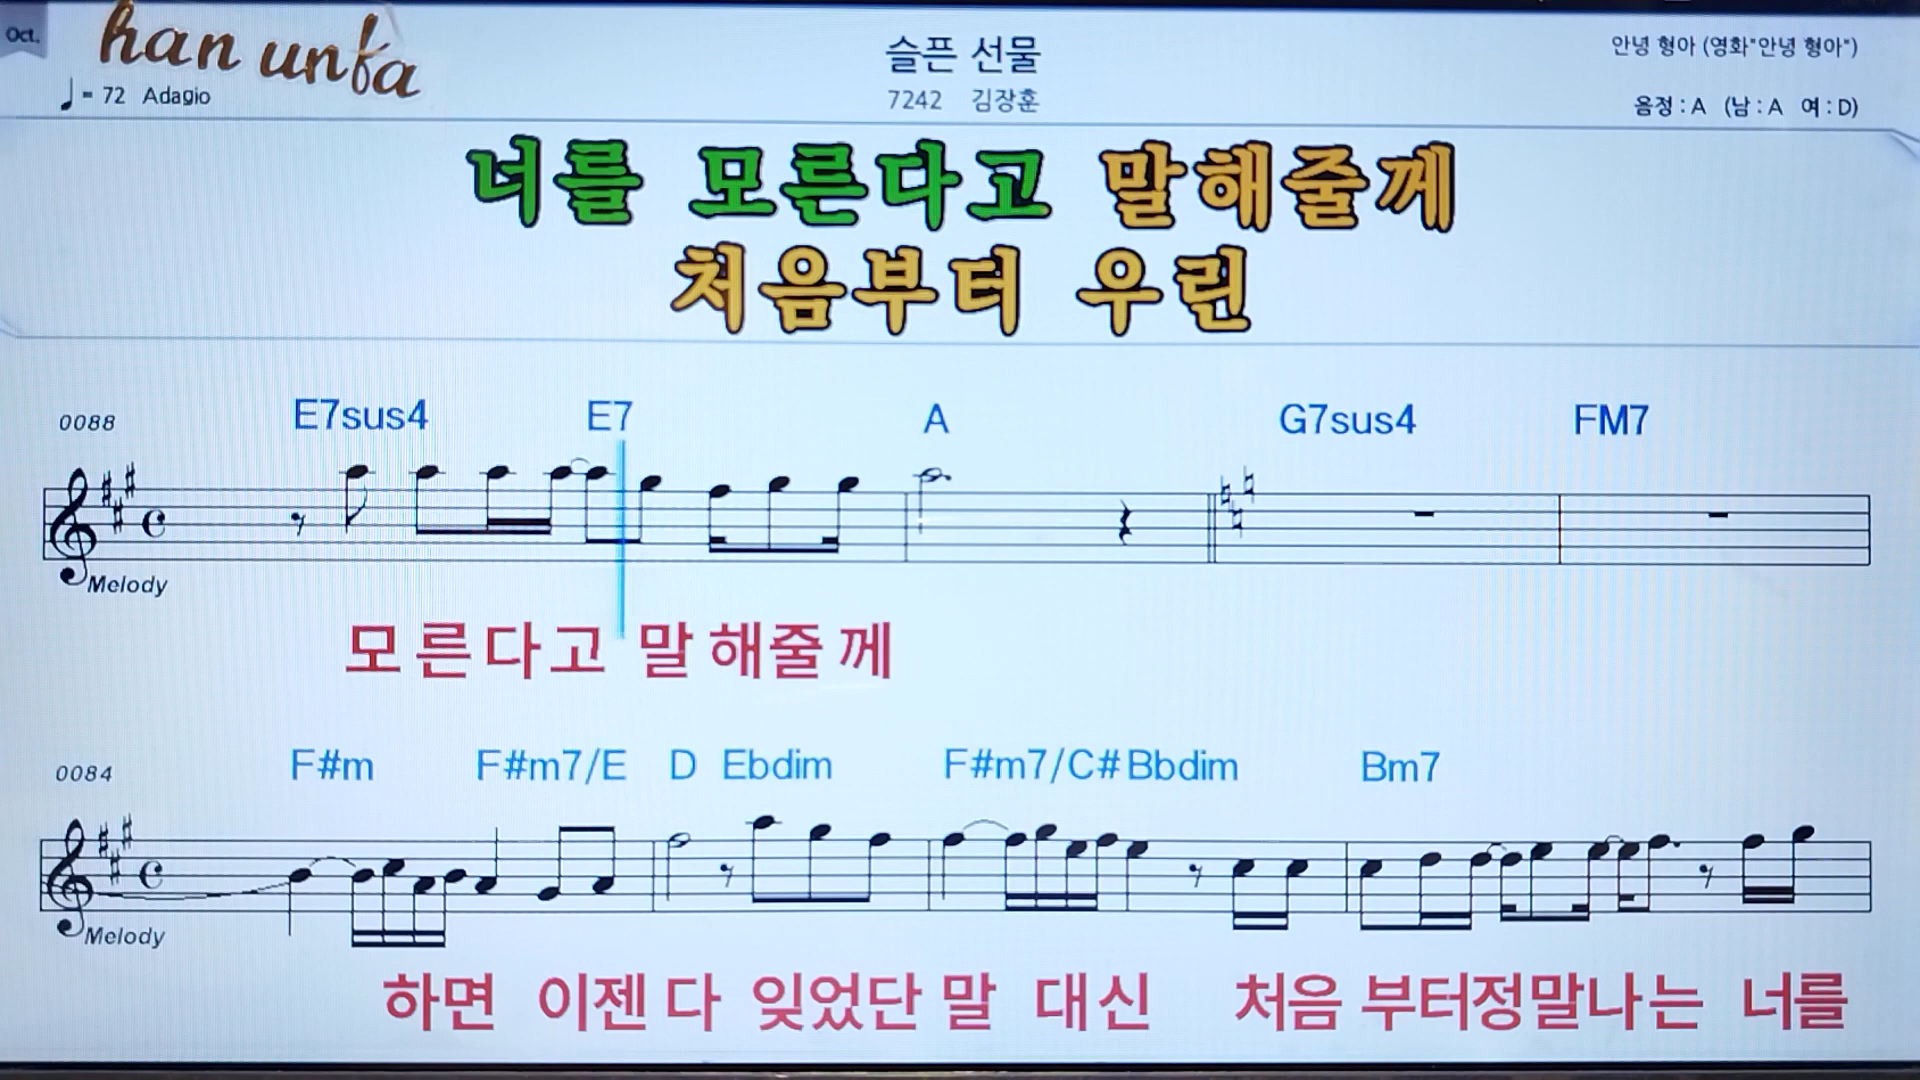 Oct.
han unfa
♩= 72 Adagio
슬픈 선물
7242 김장훈
안녕 형아 (영화"안녕 형아")
음정 : A (남 : A 여 : D)
너를 모른다고 말해줄께
처음부터 우린
0088 E7sus4 E7 A G7sus4 FM7
Melody
모른다고 말해줄께
0084 F#m F#m7/E D Ebdim F#m7/C# Bbdim Bm7
Melody
하면 이젠 다 잊었단 말 대신 처음 부터정말나는 너를